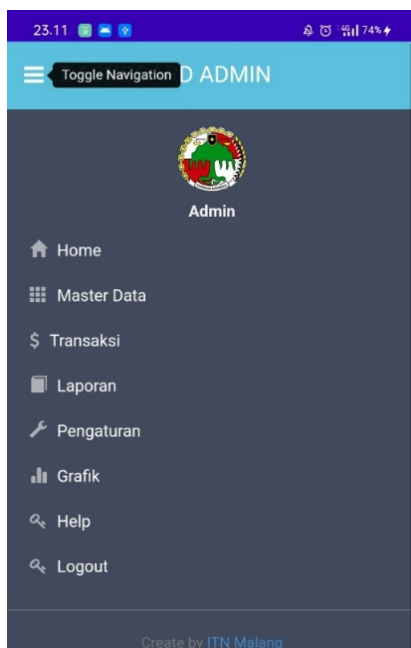 23.11 74%
Toggle Navigation D ADMIN
Admin
Home
Master Data
Transaksi
Laporan
Pengaturan
Grafik
Help
Logout
Create by ITN Malang